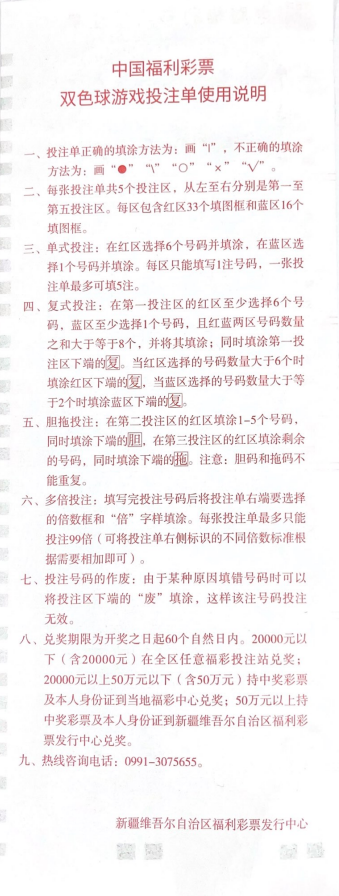 中国福利彩票
双色球游戏投注单使用说明
一、投注单正确的填涂方法为：画“|”，不正确的填涂
方法为：画“●”“\”“○”“×”“√”。
二、每张投注单共5个投注区，从左至右分别是第一至
第五投注区。每区包含红区33个填图框和蓝区16个
填图框。
三、单式投注：在红区选择6个号码并填涂，在蓝区选
择1个号码并填涂。每区只能填写1注号码，一张投
注单最多可填5注。
四、复式投注：在第一投注区的红区至少选择6个号
码，蓝区至少选择1个号码，且红蓝两区号码数量
之和大于等于8个，并将其填涂；同时填涂第一投
注区下端的复。当红区选择的号码数量大于6个时
填涂红区下端的复，当蓝区选择的号码数量大于等
于2个时填涂蓝区下端的复。
五、胆拖投注：在第二投注区的红区填涂1-5个号码，
同时填涂下端的胆，在第三投注区的红区填涂剩余
的号码，同时填涂下端的拖。注意：胆码和拖码不
能重复。
六、多倍投注：填写完投注号码后将投注单右端要选择
的倍数框和“倍”字样填涂。每张投注单最多只能
投注99倍（可将投注单右侧标识的不同倍数标准根
据需要相加即可）。
七、投注号码的作废：由于某种原因填错号码时可以
将投注区下端的“废”填涂，这样该注号码投注
无效。
八、兑奖期限为开奖之日起60个自然日内。20000元以
下（含20000元）在全区任意福彩投注站兑奖；
20000元以上50万元以下（含50万元）持中奖彩票
及本人身份证到当地福彩中心兑奖；50万元以上持
中奖彩票及本人身份证到新疆维吾尔自治区福利彩
票发行中心兑奖。
九、热线咨询电话：0991-3075655。
新疆维吾尔自治区福利彩票发行中心